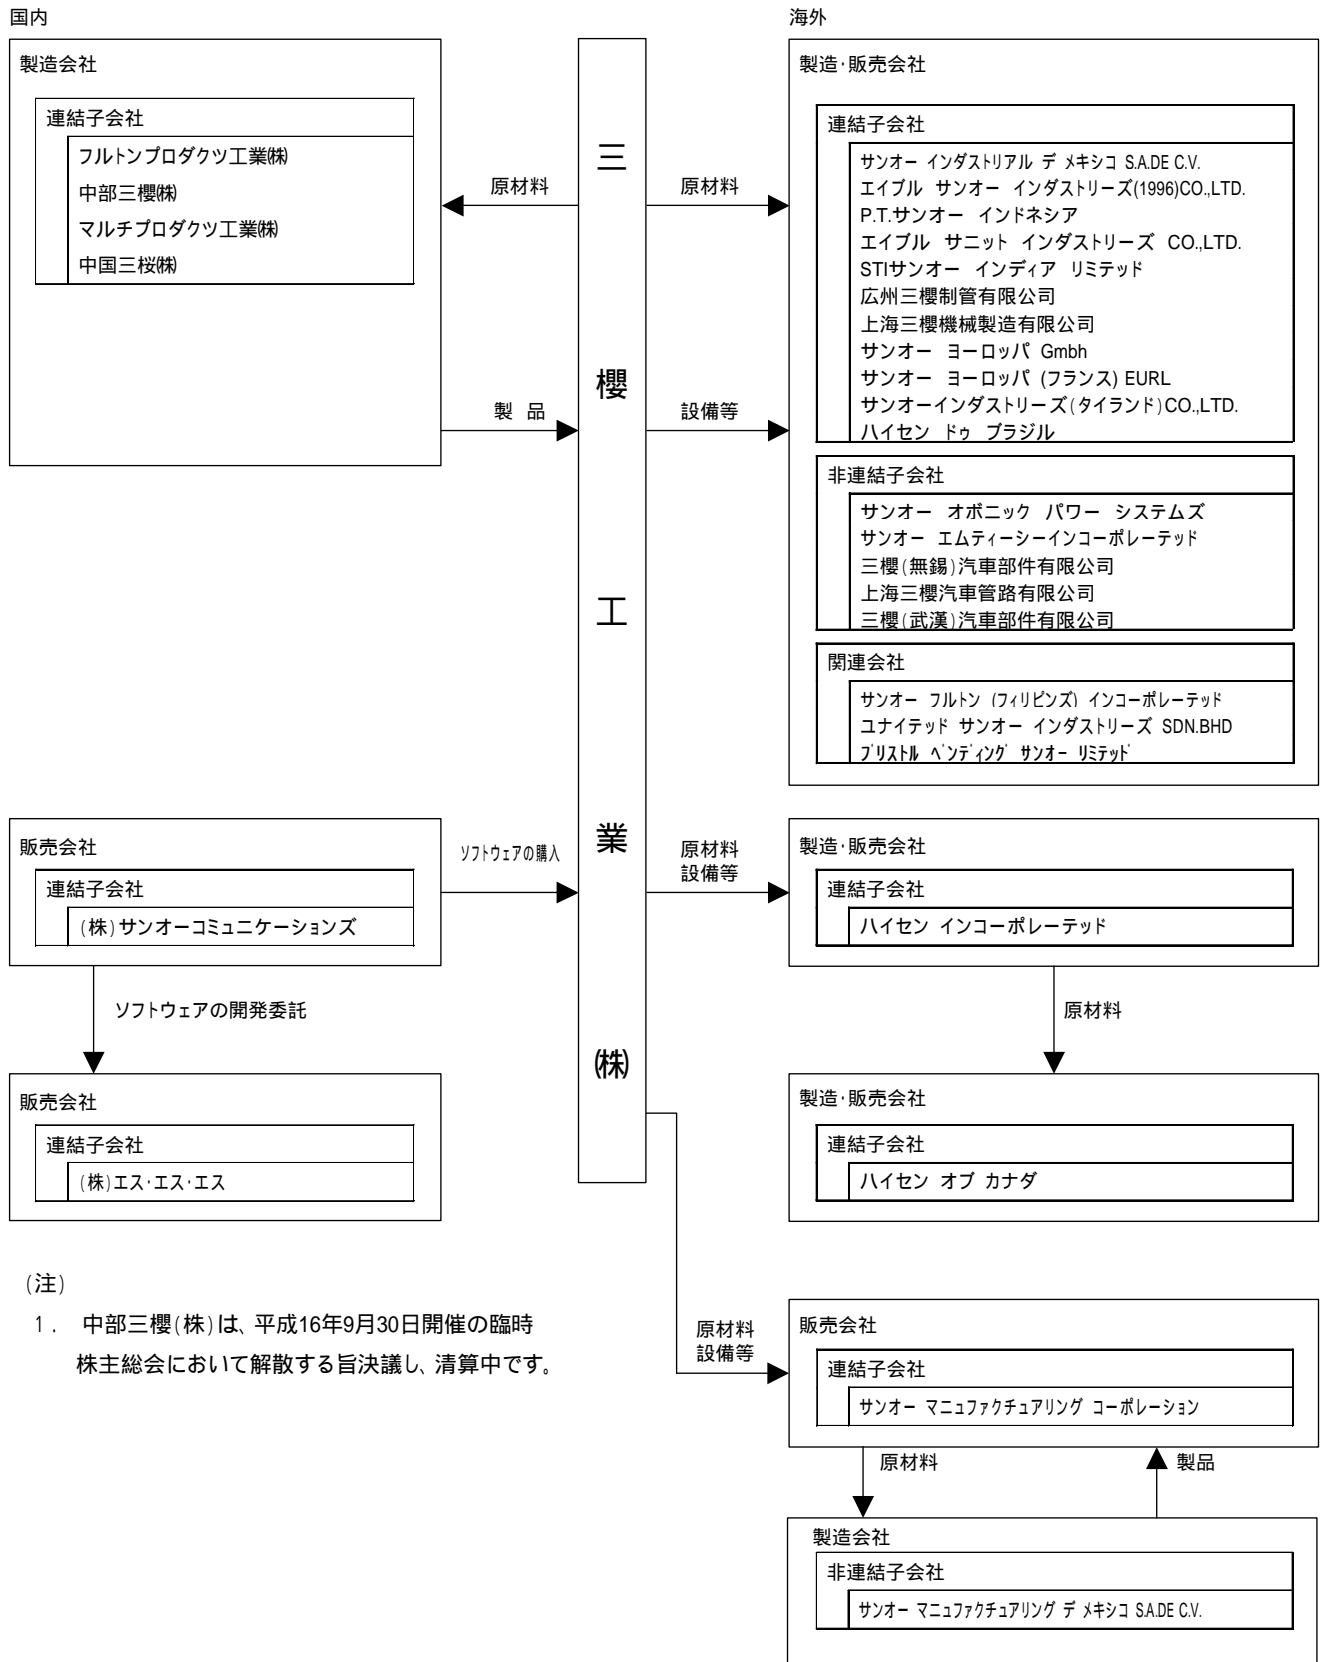 国内
製造会社
連結子会社
フルトンプロダクツ工業㈱
中部三櫻㈱
マルチプロダクツ工業㈱
中国三桜㈱
原材料
製 品
三
櫻
工
業
㈱
海外
製造・販売会社
連結子会社
サンオー インダストリアル デ メキシコ S.A.DE C.V.
エイブル サンオー インダストリーズ(1996)CO.,LTD.
P.T.サンオー インドネシア
エイブル サニット インダストリーズ CO.,LTD.
STIサンオー インディア リミテッド
広州三櫻制管有限公司
上海三櫻機械製造有限公司
サンオー ヨーロッパ Gmbh
サンオー ヨーロッパ (フランス) EURL
サンオーインダストリーズ(タイランド)CO.,LTD.
ハイセン ドゥ ブラジル
原材料
設備等
非連結子会社
サンオー オボニック パワー システムズ
サンオー エムティーシーインコーポレーテッド
三櫻(無錫)汽車部件有限公司
上海三櫻汽車管路有限公司
三櫻(武漢)汽車部件有限公司
関連会社
サンオー フルトン (フィリピンズ) インコーポレーテッド
ユナイテッド サンオー インダストリーズ SDN.BHD
ブリストル ベンディング サンオー リミテッド
販売会社
連結子会社
(株)サンオーコミュニケーションズ
ソフトウェアの購入
ソフトウェアの開発委託
販売会社
連結子会社
(株)エス・エス・エス
原材料
設備等
製造・販売会社
連結子会社
ハイセン インコーポレーテッド
原材料
製造・販売会社
連結子会社
ハイセン オブ カナダ
(注)
1. 中部三櫻(株)は、平成16年9月30日開催の臨時
株主総会において解散する旨決議し、清算中です。
原材料
設備等
販売会社
連結子会社
サンオー マニュファクチュアリング コーポレーション
原材料
製品
製造会社
非連結子会社
サンオー マニュファクチュアリング デ メキシコ S.A.DE C.V.